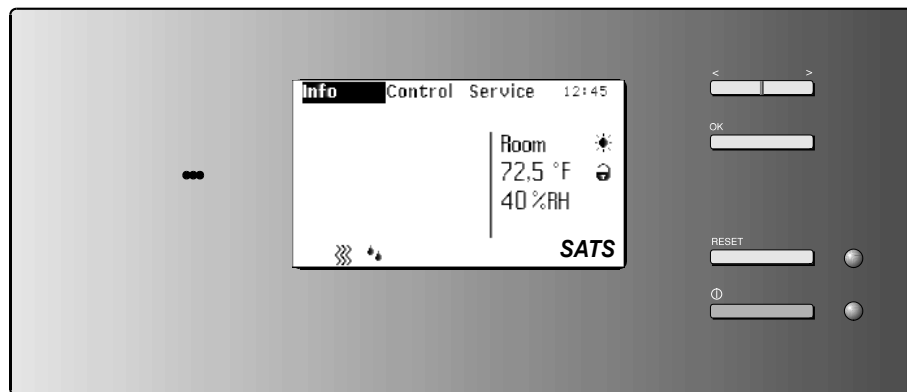 Info Control Service 12:45
Room
72,5 °F
40 %RH
SATS
< >
OK
RESET